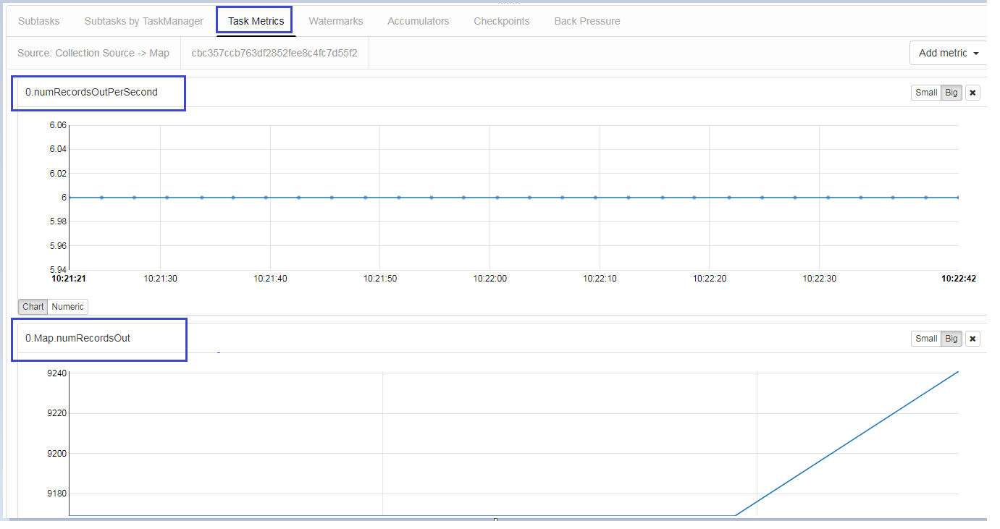 Subtasks Subtasks by TaskManager Task Metrics Watermarks Accumulators Checkpoints Back Pressure
Source: Collection Source -> Map cbc357ccb763df2852fee8c4fc7d55f2 Add metric
0.numRecordsOutPerSecond Small Big ✖
6.06
6.04
6.02
6
5.98
5.96
5.94
10:21:21 10:21:30 10:21:40 10:21:50 10:22:00 10:22:10 10:22:20 10:22:30 10:22:42
Chart Numeric
0.Map.numRecordsOut Small Big ✖
9240
9220
9200
9180